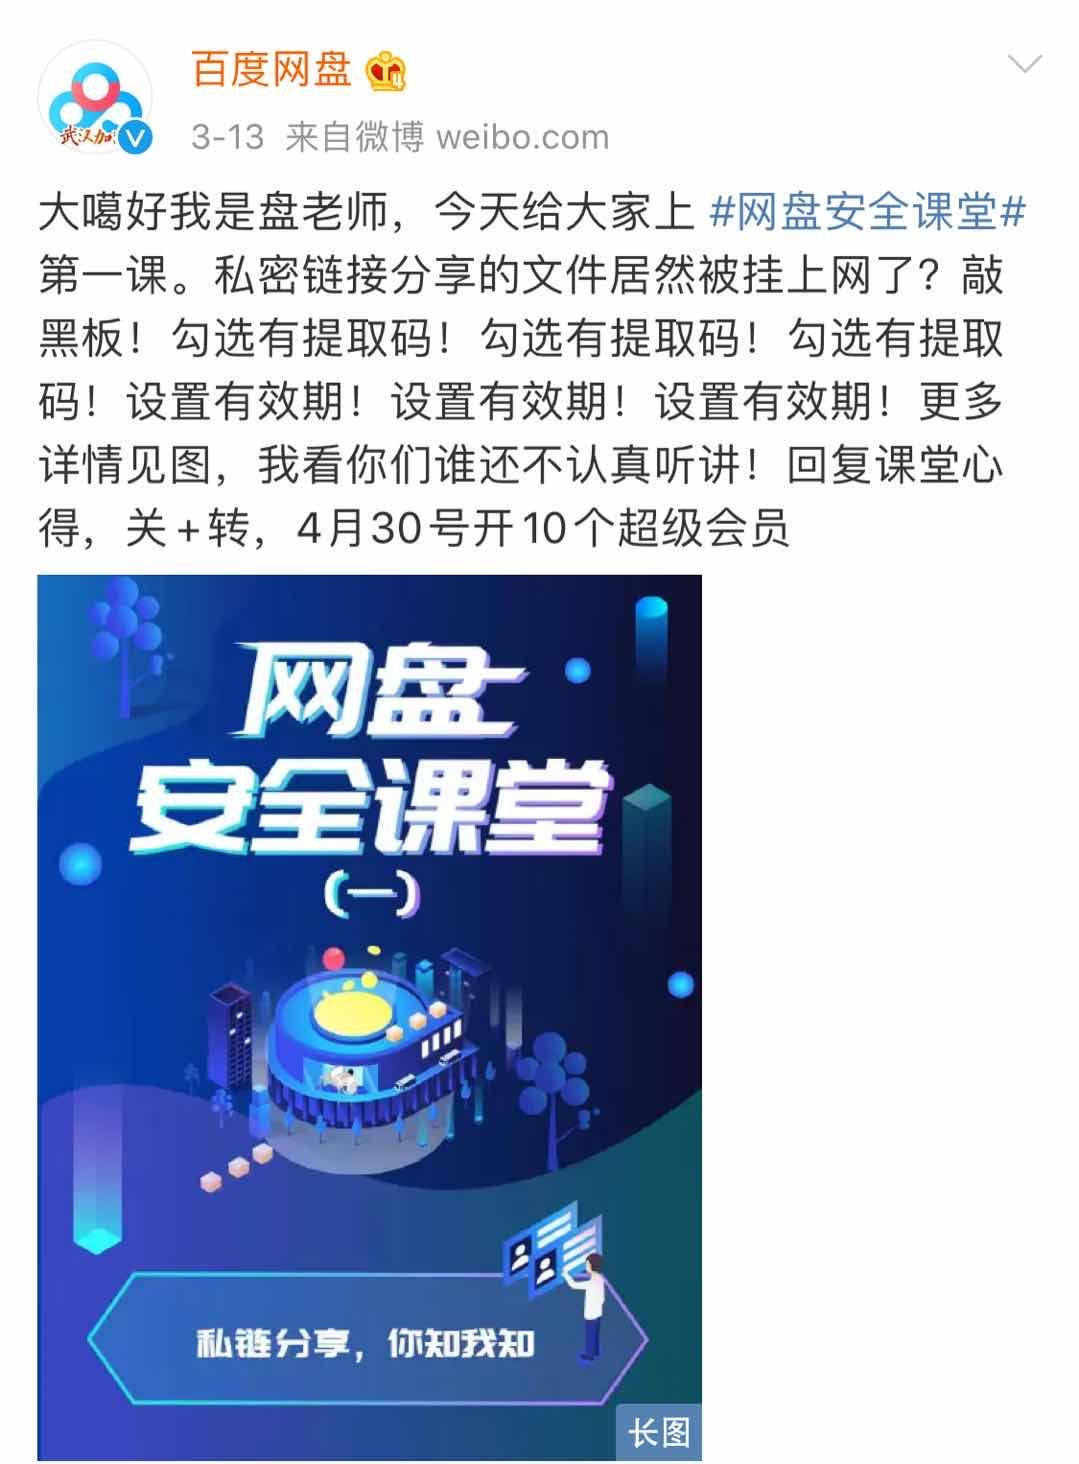 百度网盘
武汉加
3-13 来自微博 weibo.com
大噶好我是盘老师，今天给大家上 #网盘安全课堂#
第一课。私密链接分享的文件居然被挂上网了？敲
黑板！勾选有提取码！勾选有提取码！勾选有提取
码！设置有效期！设置有效期！设置有效期！更多
详情见图，我看你们谁还不认真听讲！回复课堂心
得，关+转，4月30号开10个超级会员
网盘
安全课堂
（一）
私链分享，你知我知
长图